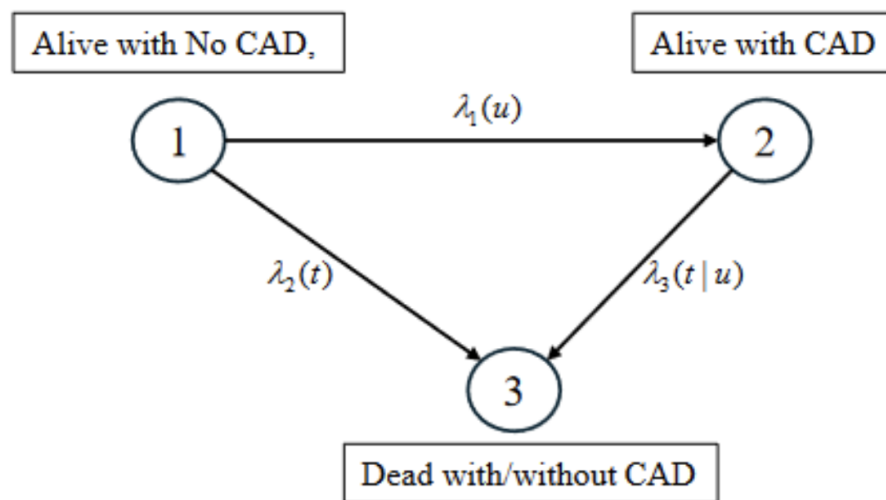 Alive with No CAD,
Alive with CAD
λ₁(u)
1
2
λ₂(t)
λ₃(t | u)
3
Dead with/without CAD